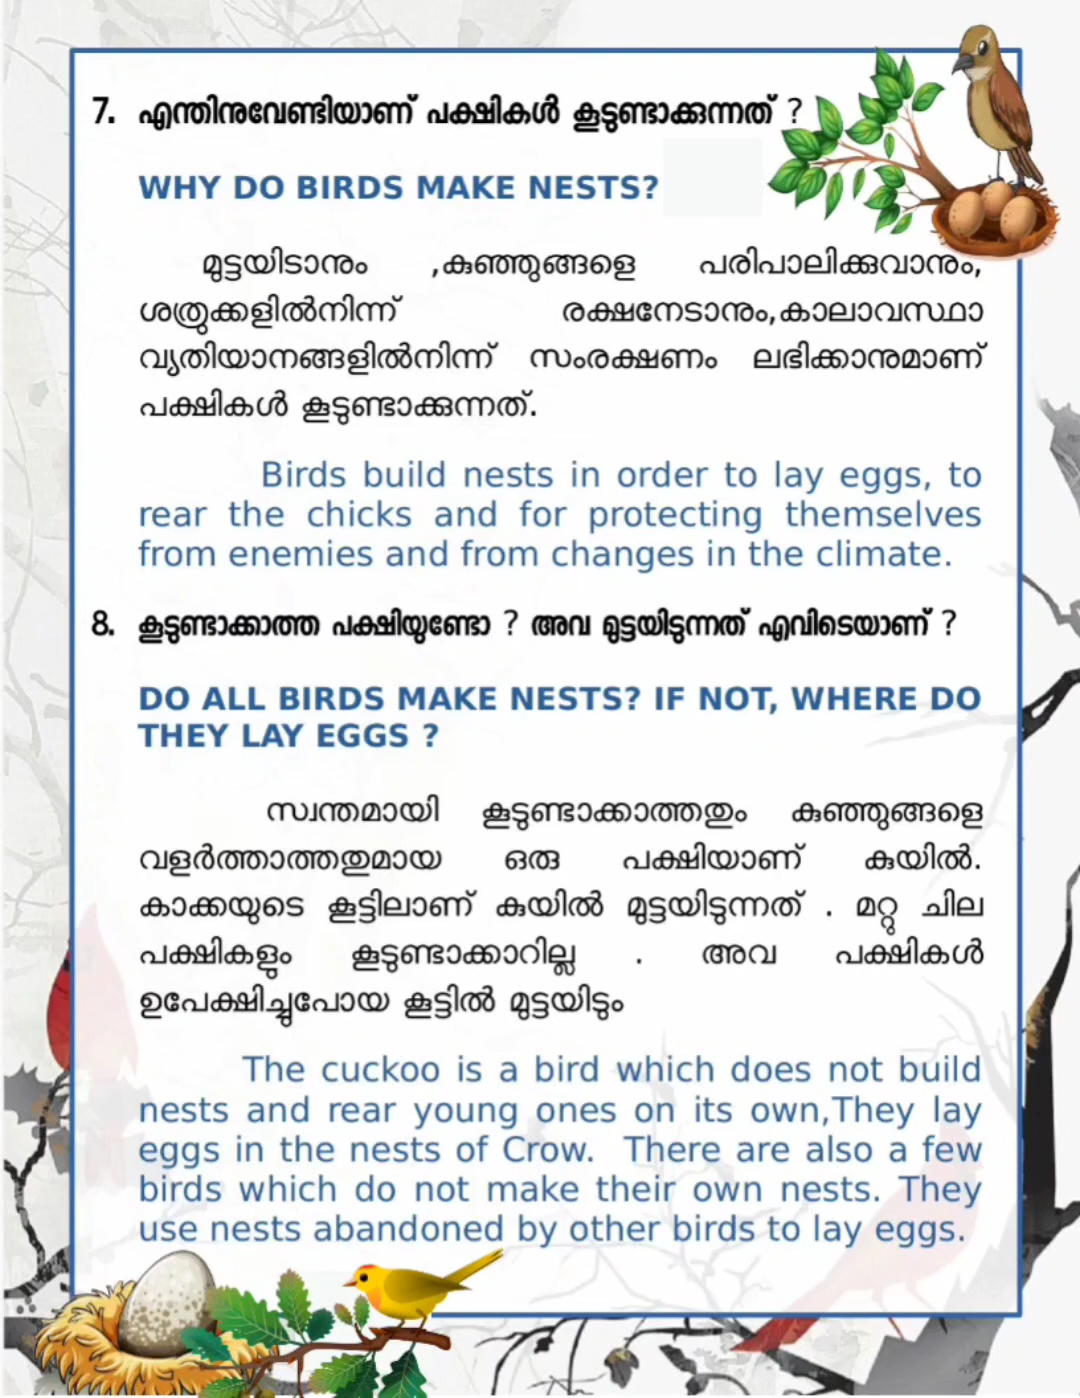 7. എന്തിനുവേണ്ടിയാണ് പക്ഷികൾ കൂടുണ്ടാക്കുന്നത് ?
WHY DO BIRDS MAKE NESTS?
മുട്ടയിടാനും ,കുഞ്ഞുങ്ങളെ പരിപാലിക്കുവാനും,
ശത്രുക്കളിൽനിന്ന് രക്ഷനേടാനും,കാലാവസ്ഥാ
വ്യതിയാനങ്ങളിൽനിന്ന് സംരക്ഷണം ലഭിക്കാനുമാണ്
പക്ഷികൾ കൂടുണ്ടാക്കുന്നത്.
Birds build nests in order to lay eggs, to
rear the chicks and for protecting themselves
from enemies and from changes in the climate.
8. കൂടുണ്ടാക്കാത്ത പക്ഷിയുണ്ടോ ? അവ മുട്ടയിടുന്നത് എവിടെയാണ് ?
DO ALL BIRDS MAKE NESTS? IF NOT, WHERE DO
THEY LAY EGGS ?
സ്വന്തമായി കൂടുണ്ടാക്കാത്തതും കുഞ്ഞുങ്ങളെ
വളർത്താത്തതുമായ ഒരു പക്ഷിയാണ് കുയിൽ.
കാക്കയുടെ കൂട്ടിലാണ് കുയിൽ മുട്ടയിടുന്നത് . മറ്റു ചില
പക്ഷികളും കൂടുണ്ടാക്കാറില്ല . അവ പക്ഷികൾ
ഉപേക്ഷിച്ചുപോയ കൂട്ടിൽ മുട്ടയിടും
The cuckoo is a bird which does not build
nests and rear young ones on its own,They lay
eggs in the nests of Crow. There are also a few
birds which do not make their own nests. They
use nests abandoned by other birds to lay eggs.